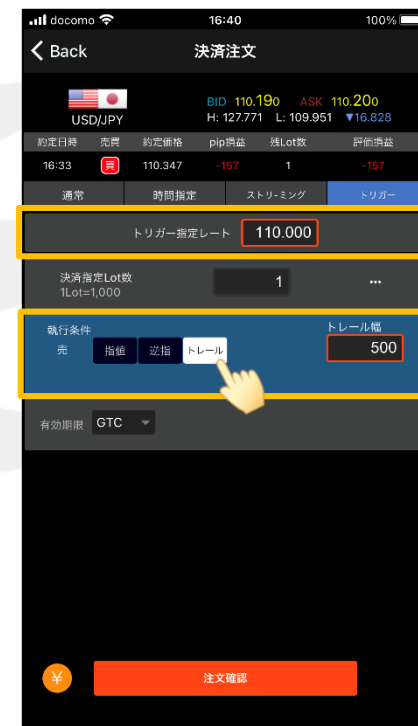 docomo 16:40 100%
Back 決済注文
USD/JPY BID 110.190 ASK 110.200
H: 127.771 L: 109.951 ▼16.828
約定日時 売買 約定価格 pip損益 残Lot数 評価損益
16:33 買 110.347 -157 1 -157
通常 時間指定 ストリ-ミング トリガー
トリガー指定レート 110.000
決済指定Lot数 1 •••
1Lot=1,000
執行条件 トレール幅
売 指値 逆指 トレール 500
有効期限 GTC
¥ 注文確認